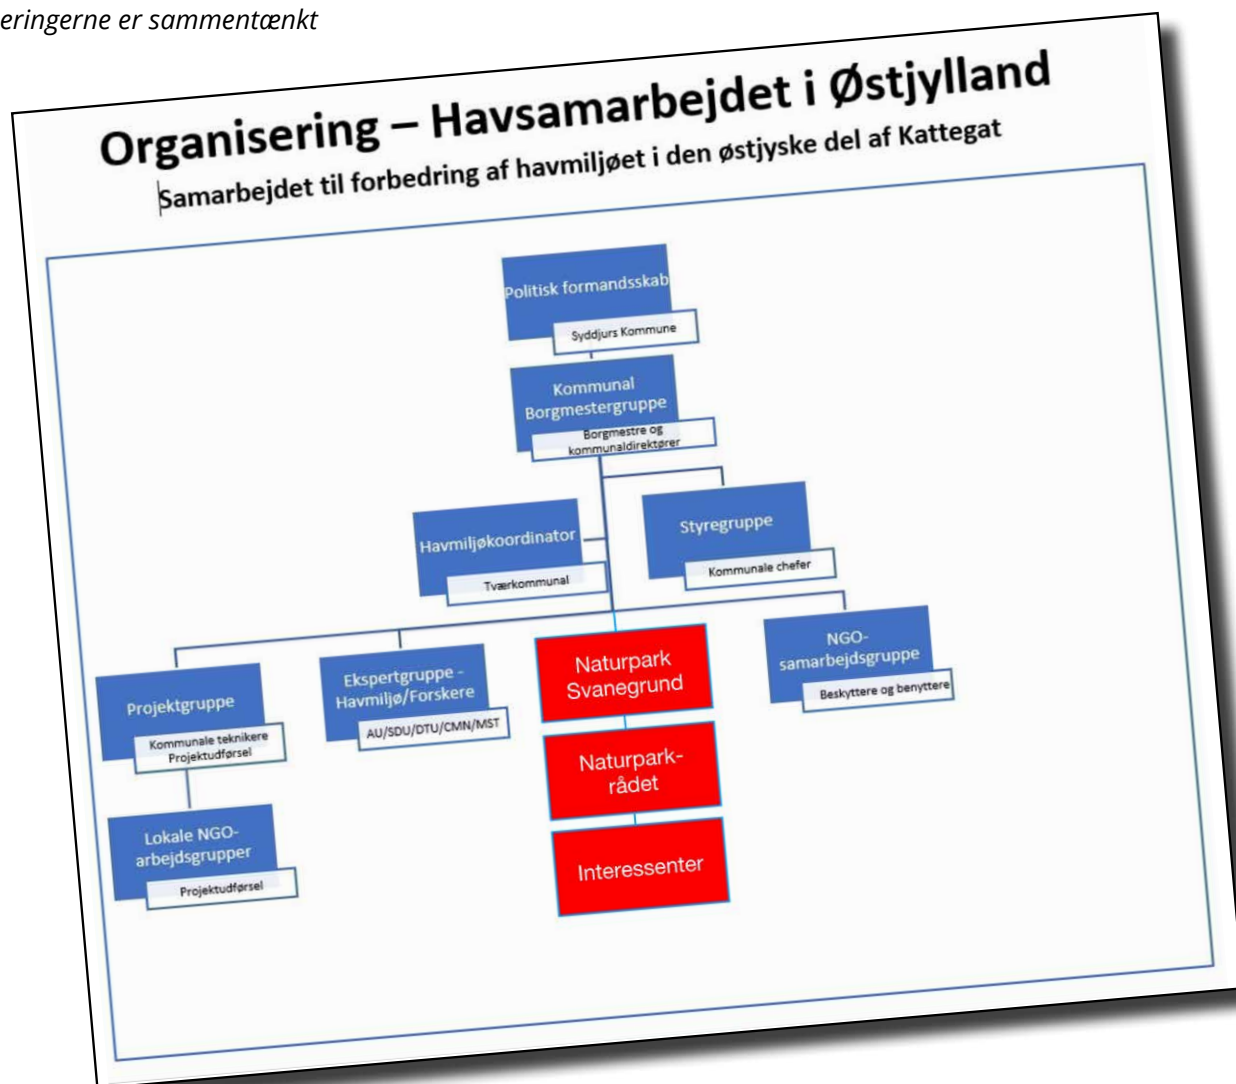 eringerne er sammentænkt
Organisering – Havsamarbejdet i Østjylland
Samarbejdet til forbedring af havmiljøet i den østjyske del af Kattegat
Politisk formandsskab
Syddjurs Kommune
Kommunal
Borgmestergruppe
Borgmestre og
kommunaldirektører
Havmiljøkoordinator
Tværkommunal
Styregruppe
Kommunale chefer
Projektgruppe
Kommunale teknikere
Projektudførsel
Ekspertgruppe -
Havmiljø/Forskere
AU/SDU/DTU/CMN/MST
Naturpark
Svanegrund
NGO-
samarbejdsgruppe
Beskyttere og benyttere
Naturpark-
rådet
Lokale NGO-
arbejdsgrupper
Projektudførsel
Interessenter